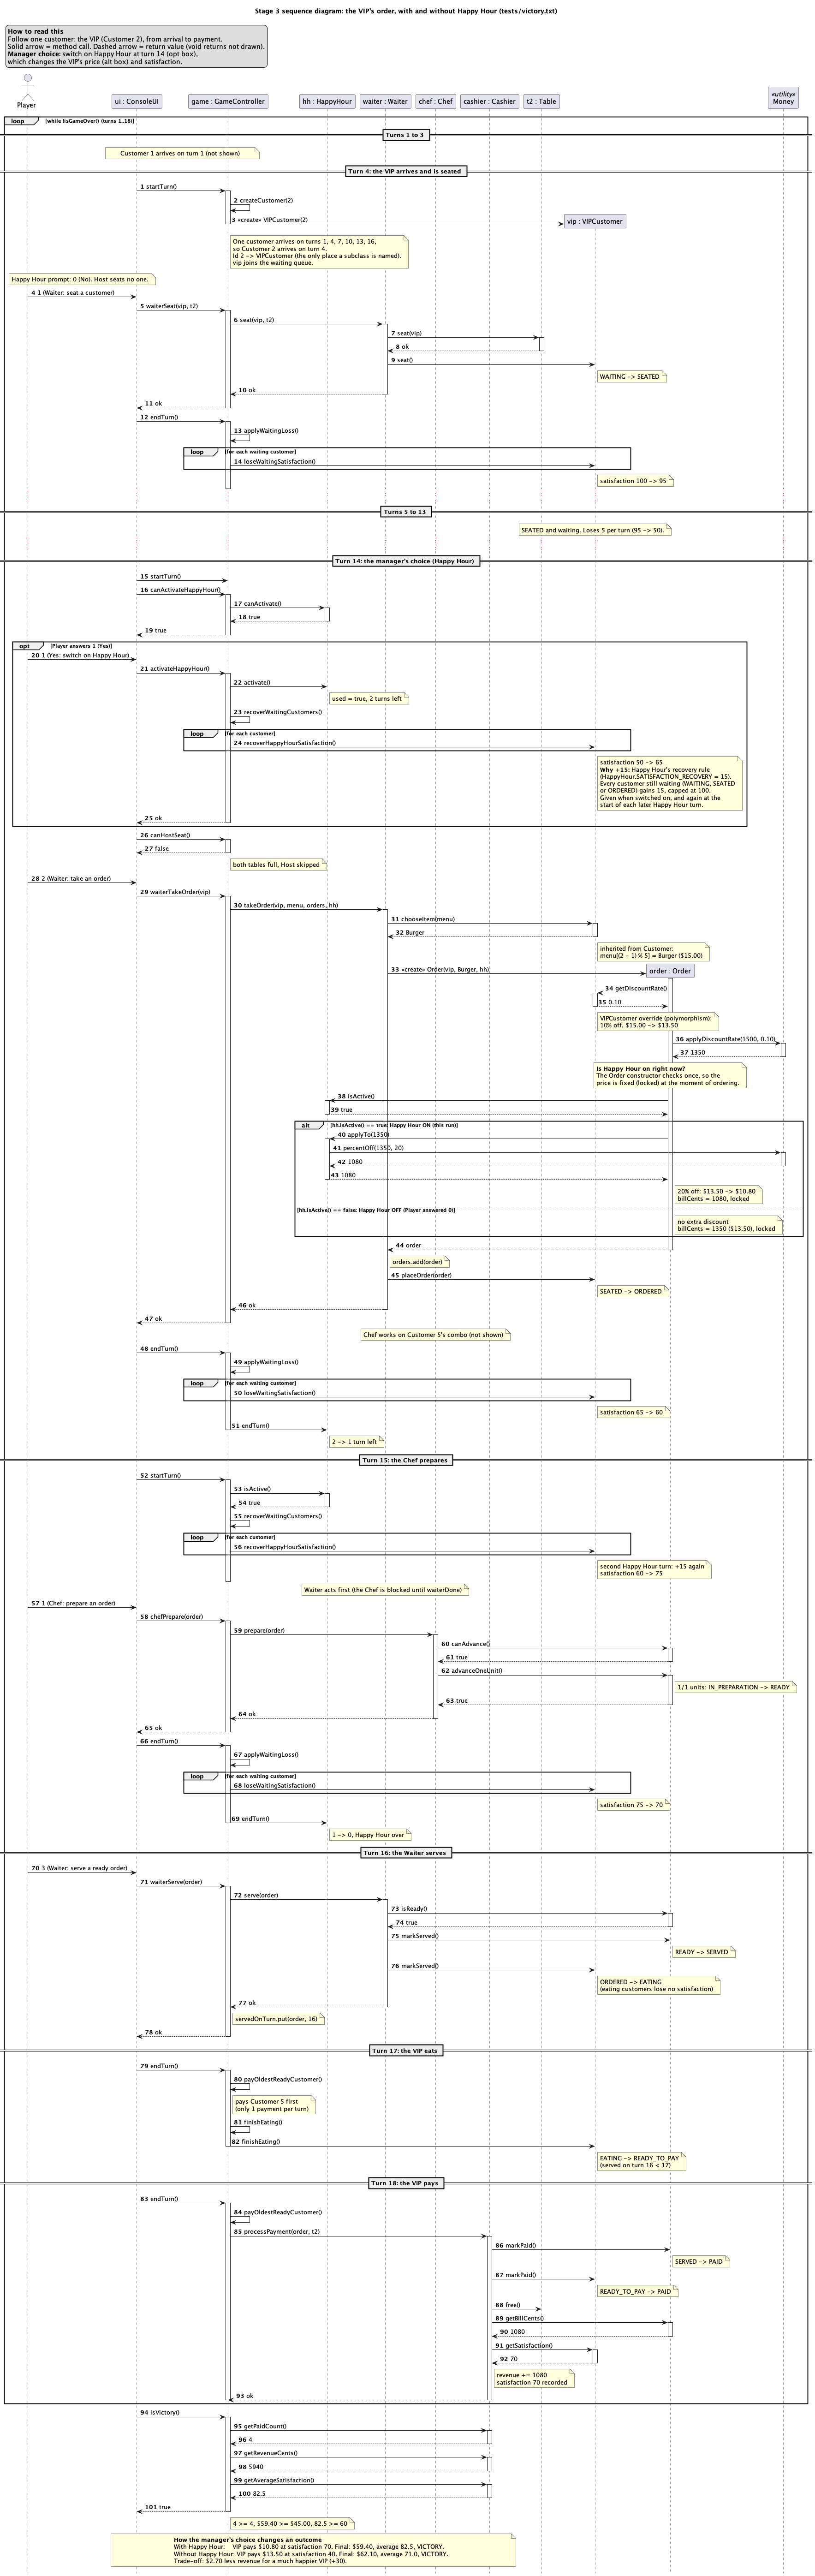 Stage 3 sequence diagram: the VIP's order, with and without Happy Hour (tests/victory.txt)
How to read this
Follow one customer: the VIP (Customer 2), from arrival to payment.
Solid arrow = method call. Dashed arrow = return value (void returns not drawn).
Manager choice: switch on Happy Hour at turn 14 (opt box),
which changes the VIP's price (alt box) and satisfaction.
Player
ui : ConsoleUI
game : GameController
hh : HappyHour
waiter : Waiter
chef : Chef
cashier : Cashier
t2 : Table
«utility»
Money
loop [while !isGameOver() (turns 1..18)]
Turns 1 to 3
Customer 1 arrives on turn 1 (not shown)
Turn 4: the VIP arrives and is seated
1 startTurn()
2 createCustomer(2)
3 «create» VIPCustomer(2)
vip : VIPCustomer
One customer arrives on turns 1, 4, 7, 10, 13, 16,
so Customer 2 arrives on turn 4.
Id 2 -> VIPCustomer (the only place a subclass is named).
vip joins the waiting queue.
Happy Hour prompt: 0 (No). Host seats no one.
4 1 (Waiter: seat a customer)
5 waiterSeat(vip, t2)
6 seat(vip, t2)
7 seat(vip)
8 ok
9 seat()
WAITING -> SEATED
10 ok
11 ok
12 endTurn()
13 applyWaitingLoss()
loop [for each waiting customer]
14 loseWaitingSatisfaction()
satisfaction 100 -> 95
Turns 5 to 13
SEATED and waiting. Loses 5 per turn (95 -> 50).
Turn 14: the manager's choice (Happy Hour)
15 startTurn()
16 canActivateHappyHour()
17 canActivate()
18 true
19 true
opt [Player answers 1 (Yes)]
20 1 (Yes: switch on Happy Hour)
21 activateHappyHour()
22 activate()
used = true, 2 turns left
23 recoverWaitingCustomers()
loop [for each customer]
24 recoverHappyHourSatisfaction()
satisfaction 50 -> 65
Why +15: Happy Hour's recovery rule
(HappyHour.SATISFACTION_RECOVERY = 15).
Every customer still waiting (WAITING, SEATED
or ORDERED) gains 15, capped at 100.
Given when switched on, and again at the
start of each later Happy Hour turn.
25 ok
26 canHostSeat()
27 false
both tables full, Host skipped
28 2 (Waiter: take an order)
29 waiterTakeOrder(vip)
30 takeOrder(vip, menu, orders, hh)
31 chooseItem(menu)
32 Burger
inherited from Customer:
menu[(2 − 1) % 5] = Burger ($15.00)
33 «create» Order(vip, Burger, hh)
order : Order
34 getDiscountRate()
35 0.10
VIPCustomer override (polymorphism):
10% off, $15.00 -> $13.50
36 applyDiscountRate(1500, 0.10)
37 1350
Is Happy Hour on right now?
The Order constructor checks once, so the
price is fixed (locked) at the moment of ordering.
38 isActive()
39 true
alt [hh.isActive() == true: Happy Hour ON (this run)]
40 applyTo(1350)
41 percentOff(1350, 20)
42 1080
43 1080
20% off: $13.50 -> $10.80
billCents = 1080, locked
[hh.isActive() == false: Happy Hour OFF (Player answered 0)]
no extra discount
billCents = 1350 ($13.50), locked
44 order
orders.add(order)
45 placeOrder(order)
SEATED -> ORDERED
46 ok
47 ok
Chef works on Customer 5's combo (not shown)
48 endTurn()
49 applyWaitingLoss()
loop [for each waiting customer]
50 loseWaitingSatisfaction()
satisfaction 65 -> 60
51 endTurn()
2 -> 1 turn left
Turn 15: the Chef prepares
52 startTurn()
53 isActive()
54 true
55 recoverWaitingCustomers()
loop [for each customer]
56 recoverHappyHourSatisfaction()
second Happy Hour turn: +15 again
satisfaction 60 -> 75
Waiter acts first (the Chef is blocked until waiterDone)
57 1 (Chef: prepare an order)
58 chefPrepare(order)
59 prepare(order)
60 canAdvance()
61 true
62 advanceOneUnit()
1/1 units: IN_PREPARATION -> READY
63 true
64 ok
65 ok
66 endTurn()
67 applyWaitingLoss()
loop [for each waiting customer]
68 loseWaitingSatisfaction()
satisfaction 75 -> 70
69 endTurn()
1 -> 0, Happy Hour over
Turn 16: the Waiter serves
70 3 (Waiter: serve a ready order)
71 waiterServe(order)
72 serve(order)
73 isReady()
74 true
75 markServed()
READY -> SERVED
76 markServed()
ORDERED -> EATING
(eating customers lose no satisfaction)
77 ok
servedOnTurn.put(order, 16)
78 ok
Turn 17: the VIP eats
79 endTurn()
80 payOldestReadyCustomer()
pays Customer 5 first
(only 1 payment per turn)
81 finishEating()
82 finishEating()
EATING -> READY_TO_PAY
(served on turn 16 < 17)
Turn 18: the VIP pays
83 endTurn()
84 payOldestReadyCustomer()
85 processPayment(order, t2)
86 markPaid()
SERVED -> PAID
87 markPaid()
READY_TO_PAY -> PAID
88 free()
89 getBillCents()
90 1080
91 getSatisfaction()
92 70
revenue += 1080
satisfaction 70 recorded
93 ok
94 isVictory()
95 getPaidCount()
96 4
97 getRevenueCents()
98 5940
99 getAverageSatisfaction()
100 82.5
101 true
4 >= 4, $59.40 >= $45.00, 82.5 >= 60
How the manager's choice changes an outcome
With Happy Hour: VIP pays $10.80 at satisfaction 70. Final: $59.40, average 82.5, VICTORY.
Without Happy Hour: VIP pays $13.50 at satisfaction 40. Final: $62.10, average 71.0, VICTORY.
Trade-off: $2.70 less revenue for a much happier VIP (+30).